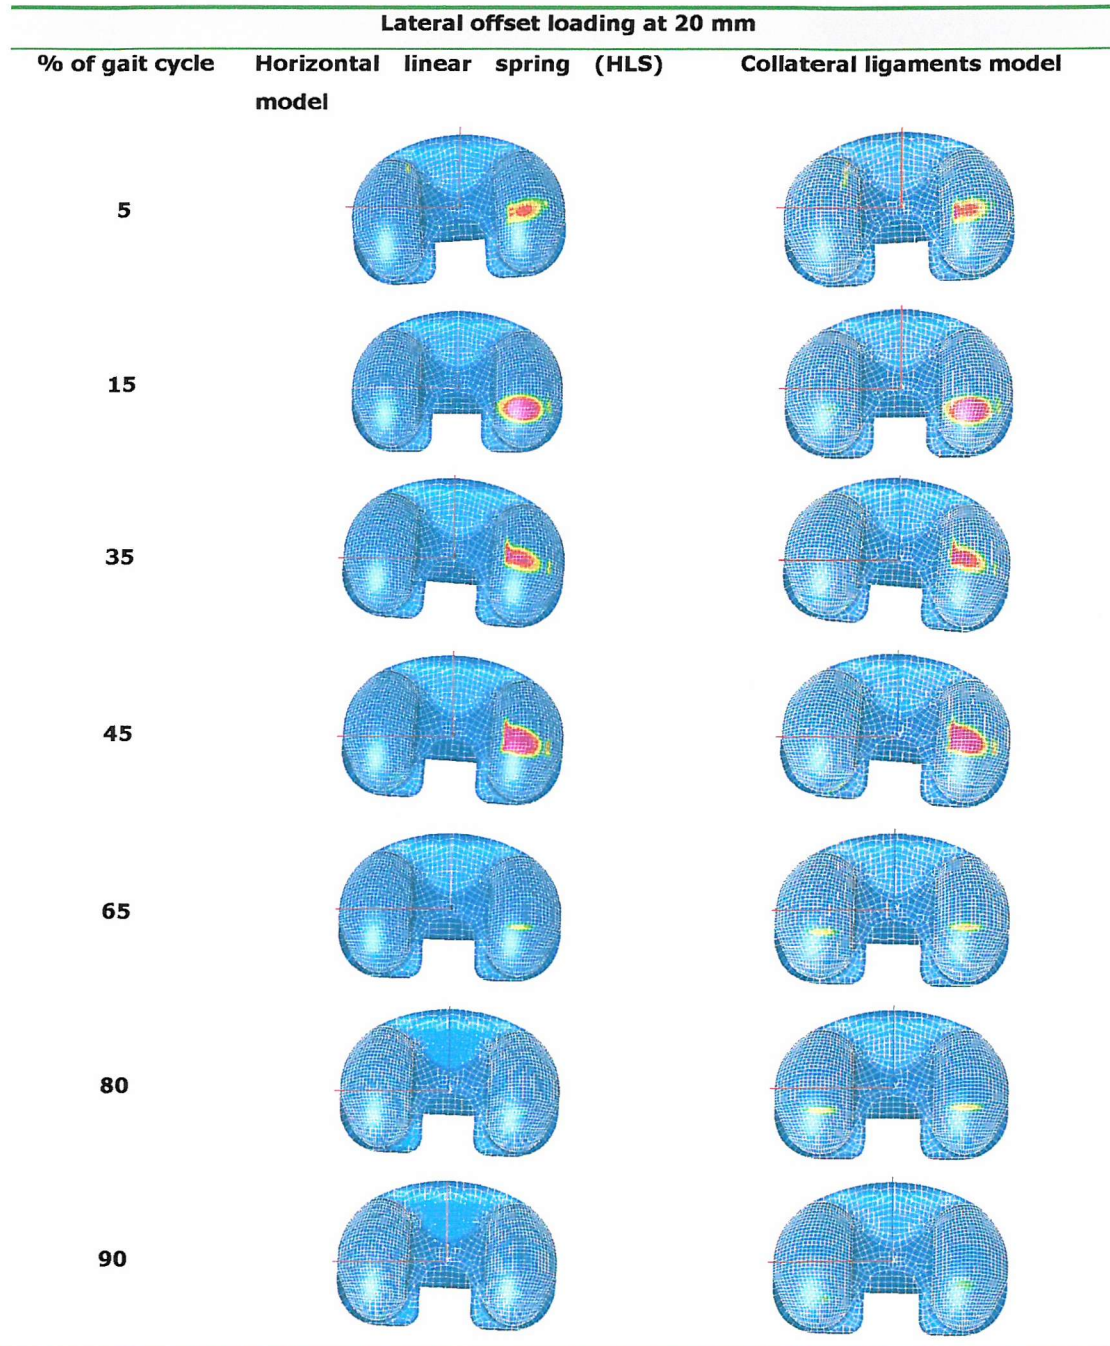 Lateral offset loading at 20 mm
% of gait cycle Horizontal linear spring (HLS) Collateral ligaments model
model
5
15
35
45
65
80
90